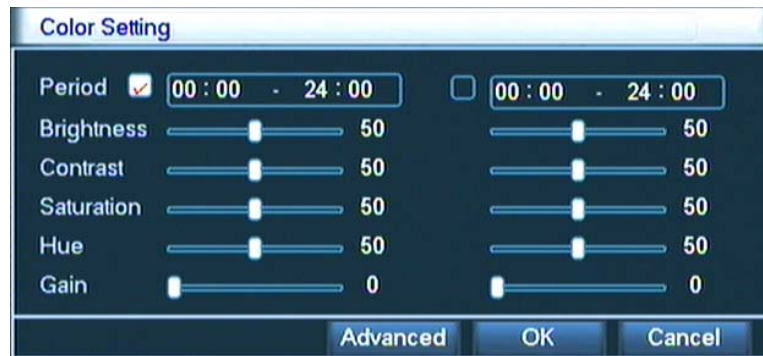 Color Setting
Period 00:00 - 24:00 00:00 - 24:00
Brightness 50 50
Contrast 50 50
Saturation 50 50
Hue 50 50
Gain 0 0
Advanced OK Cancel